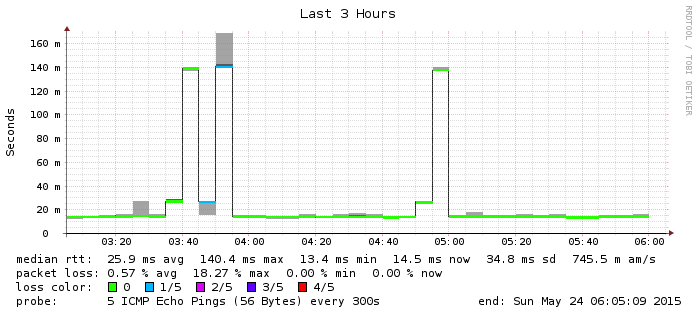 Last 3 Hours
RRDTOOL / TOBI OETIKER
Seconds
160 m
140 m
120 m
100 m
80 m
60 m
40 m
20 m
0
03:20 03:40 04:00 04:20 04:40 05:00 05:20 05:40 06:00
median rtt: 25.9 ms avg 140.4 ms max 13.4 ms min 14.5 ms now 34.8 ms sd 745.5 m am/s
packet loss: 0.57 % avg 18.27 % max 0.00 % min 0.00 % now
loss color: 0 1/5 2/5 3/5 4/5
probe: 5 ICMP Echo Pings (56 Bytes) every 300s end: Sun May 24 06:05:09 2015